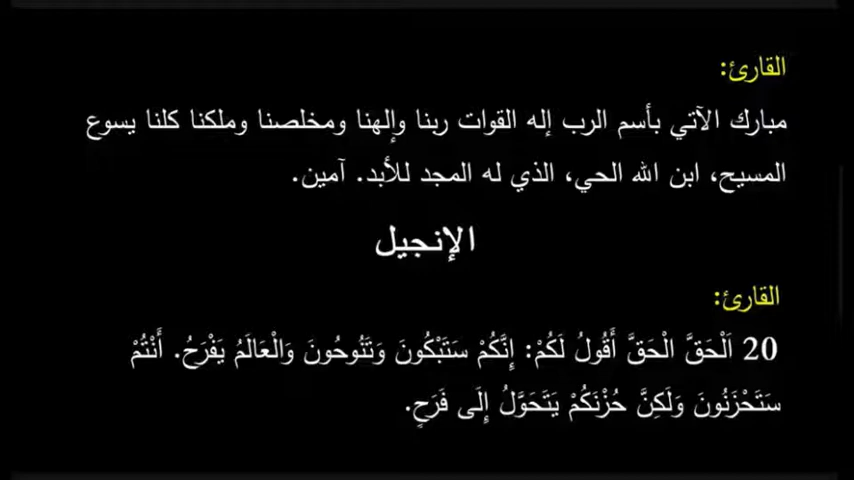 القارئ:
مبارك الآتي بأسم الرب إله القوات ربنا وإلهنا ومخلصنا وملكنا كلنا يسوع
المسيح، ابن الله الحي، الذي له المجد للأبد. آمين.
الإنجيل
القارئ:
20 اَلْحَقَّ الْحَقَّ أَقُولُ لَكُمْ: إِنَّكُمْ سَتَبْكُونَ وَتَنُوحُونَ وَالْعَالَمُ يَفْرَحُ. أَنْتُمْ
سَتَحْزَنُونَ وَلَكِنَّ حُزْنَكُمْ يَتَحَوَّلُ إِلَى فَرَحٍ.